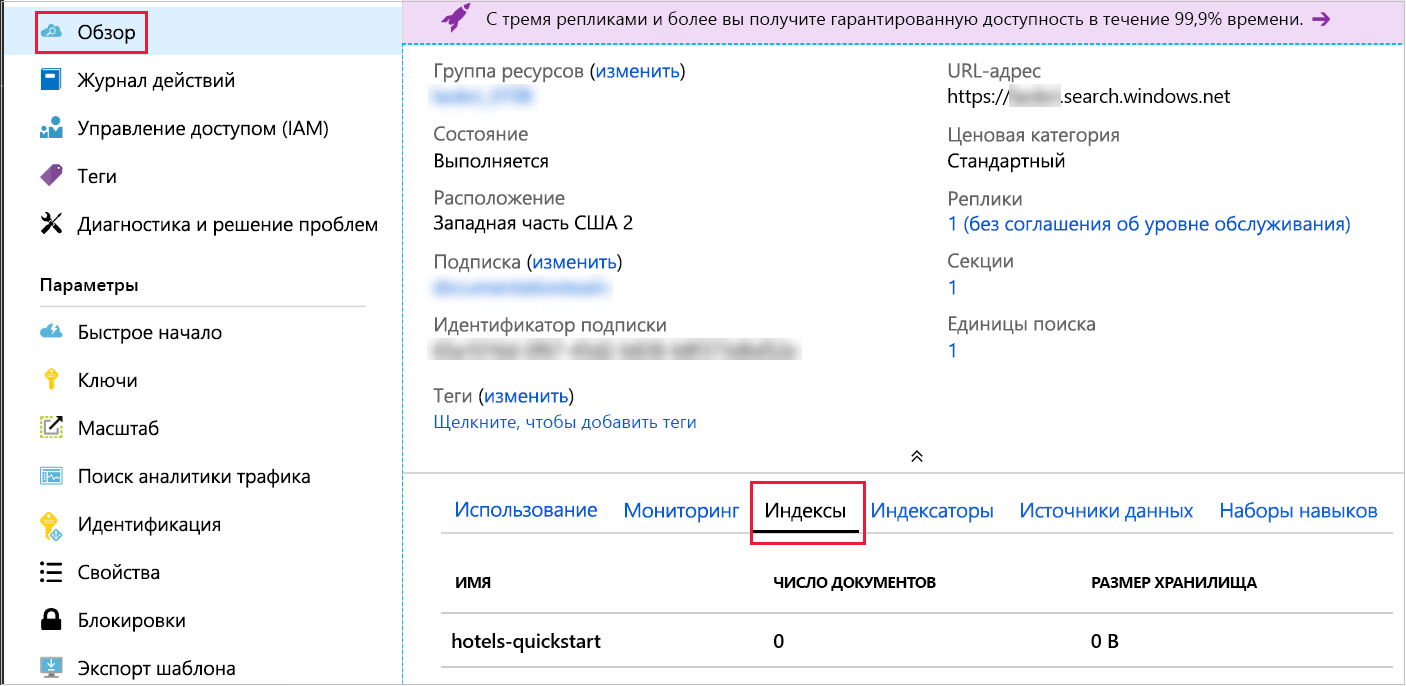 Обзор
Журнал действий
Управление доступом (IAM)
Теги
Диагностика и решение проблем
Параметры
Быстрое начало
Ключи
Масштаб
Поиск аналитики трафика
Идентификация
Свойства
Блокировки
Экспорт шаблона
С тремя репликами и более вы получите гарантированную доступность в течение 99,9% времени.
Группа ресурсов (изменить)
Состояние
Выполняется
Расположение
Западная часть США 2
Подписка (изменить)
Идентификатор подписки
Теги (изменить)
Щелкните, чтобы добавить теги
URL-адрес
https:// .search.windows.net
Ценовая категория
Стандартный
Реплики
1 (без соглашения об уровне обслуживания)
Секции
1
Единицы поиска
1
Использование Мониторинг Индексы Индексаторы Источники данных Наборы навыков
ИМЯ ЧИСЛО ДОКУМЕНТОВ РАЗМЕР ХРАНИЛИЩА
hotels-quickstart 0 0 B